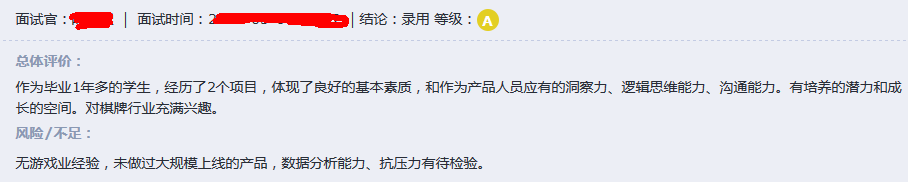 面试官： | 面试时间：2 | 结论：录用 等级：A
总体评价：
作为毕业1年多的学生，经历了2个项目，体现了良好的基本素质，和作为产品人员应有的洞察力、逻辑思维能力、沟通能力。有培养的潜力和成
长的空间。对棋牌行业充满兴趣。
风险/不足：
无游戏业经验，未做过大规模上线的产品，数据分析能力、抗压力有待检验。